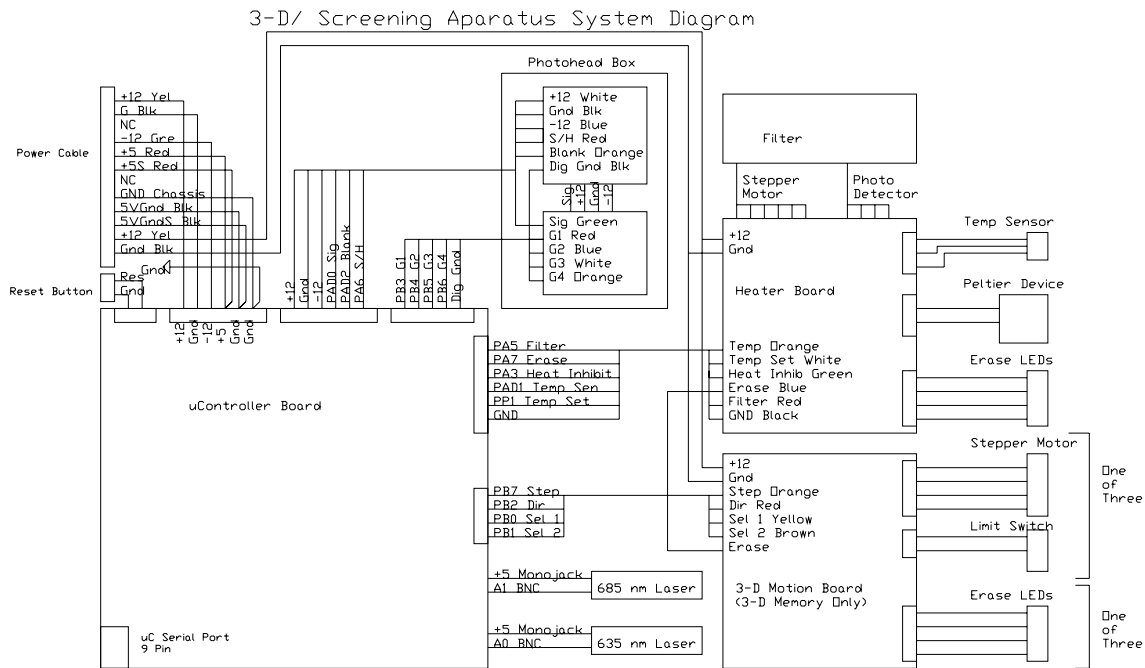 3-D/ Screening Aparatus System Diagram
Power Cable
+12 Yel
G Blk
NC
-12 Gre
+5 Red
+5S Red
NC
GND Chassis
5VGnd Blk
5VGndS Blk
+12 Yel
Gnd Blk
Gnd
Reset Button
Res
Gnd
+12
Gnd
-12
+5
Gnd
Gnd
+12
Gnd
-12
PAD0 Sig
PAD2 Blank
PA6 S/H
PB3 G1
PB4 G2
PB5 G3
PB6 G4
Dig Gnd
Photohead Box
+12 White
Gnd Blk
-12 Blue
S/H Red
Blank Orange
Dig Gnd Blk
Sig
+12
Gnd
-12
Sig Green
G1 Red
G2 Blue
G3 White
G4 Orange
Filter
Stepper
Motor
Photo
Detector
+12
Gnd
Heater Board
Temp Orange
Temp Set White
Heat Inhib Green
Erase Blue
Filter Red
GND Black
Temp Sensor
Peltier Device
Erase LEDs
uController Board
PA5 Filter
PA7 Erase
PA3 Heat Inhibit
PAD1 Temp Sen
PP1 Temp Set
GND
PB7 Step
PB2 Dir
PB0 Sel 1
PB1 Sel 2
+5 Monojack
A1 BNC
685 nm Laser
+5 Monojack
A0 BNC
635 nm Laser
uC Serial Port
9 Pin
+12
Gnd
Step Orange
Dir Red
Sel 1 Yellow
Sel 2 Brown
Erase
3-D Motion Board
(3-D Memory Only)
Stepper Motor
Limit Switch
One
of
Three
Erase LEDs
One
of
Three